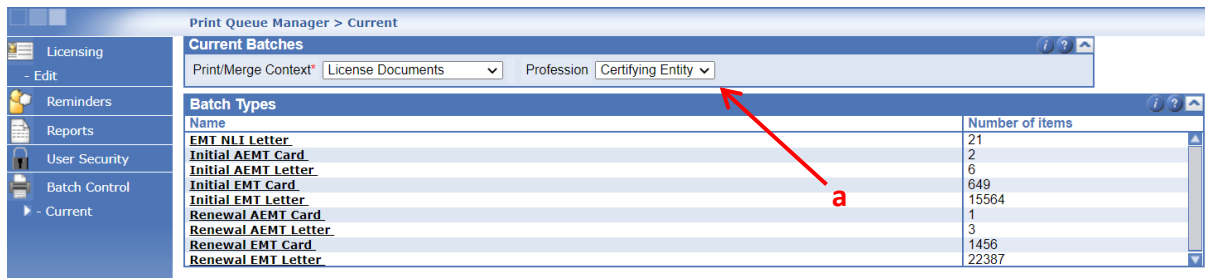 Print Queue Manager > Current
Licensing
- Edit
Reminders
Reports
User Security
Batch Control
- Current
Current Batches
Print/Merge Context* License Documents Profession Certifying Entity
Batch Types
Name Number of items
EMT NLI Letter 21
Initial AEMT Card 2
Initial AEMT Letter 6
Initial EMT Card 649
Initial EMT Letter 15564
Renewal AEMT Card 1
Renewal AEMT Letter 3
Renewal EMT Card 1456
Renewal EMT Letter 22387
a